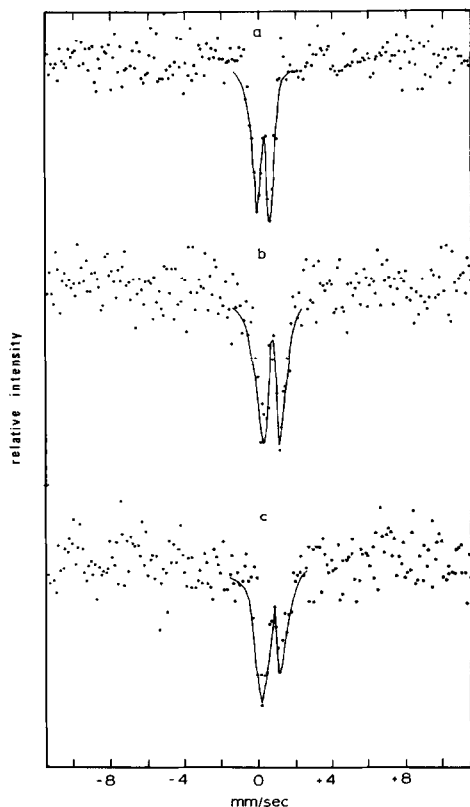 a
b
c
relative intensity
-8 -4 0 +4 +8
mm/sec